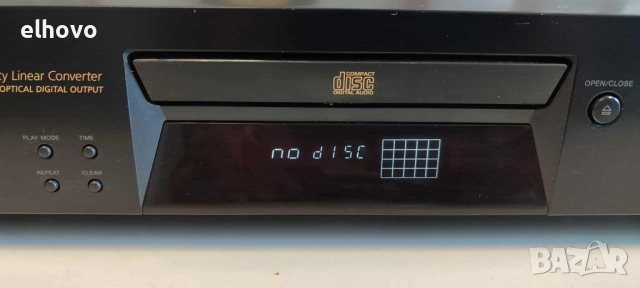 elhovo
ty Linear Converter
OPTICAL DIGITAL OUTPUT
COMPACT
disc
DIGITAL AUDIO
OPEN/CLOSE
PLAY MODE
TIME
REPEAT
CLEAR
no dISC
BAZAR